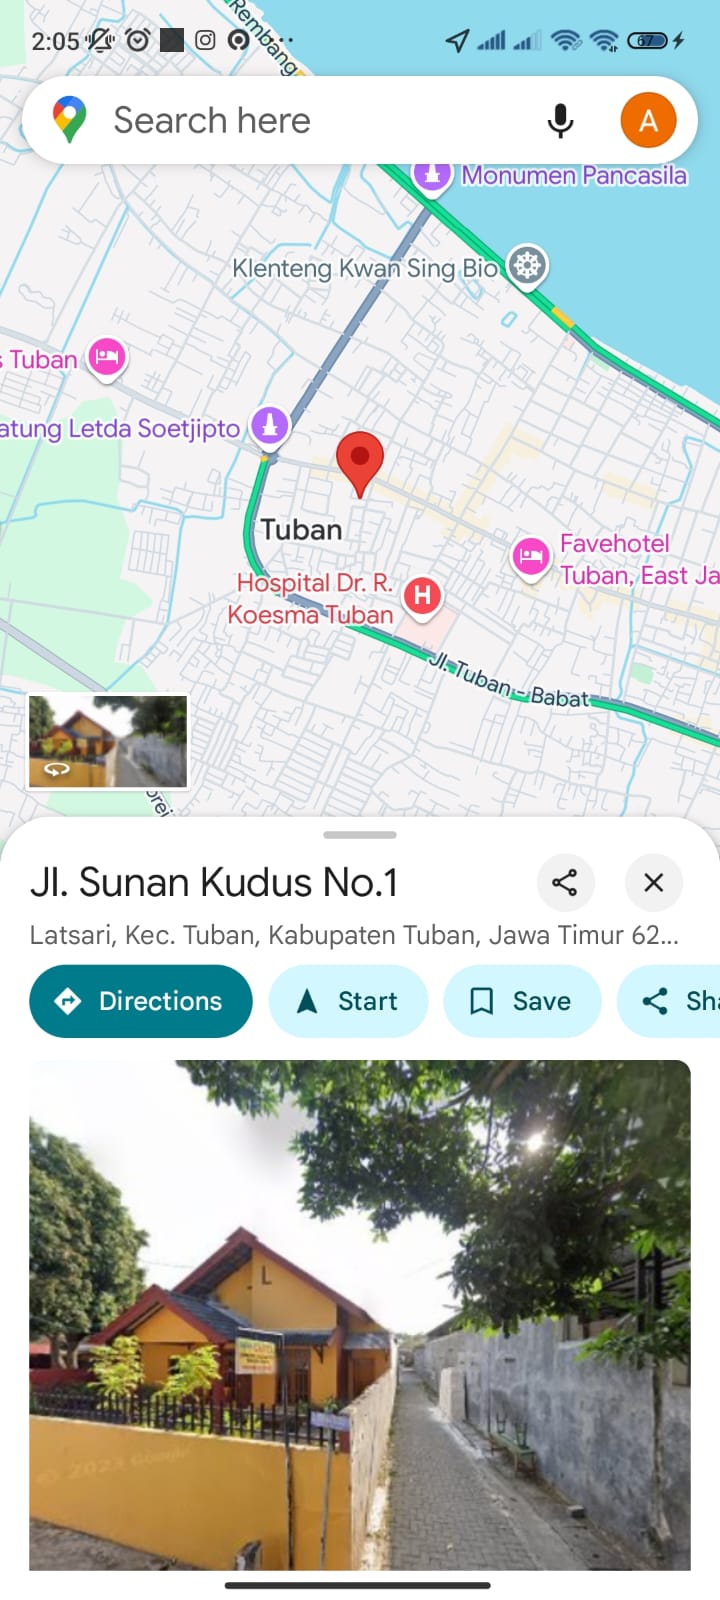 2:05
67
Rembang
Search here
A
Monumen Pancasila
Klenteng Kwan Sing Bio
s Tuban
atung Letda Soetjipto
Tuban
Favehotel
Tuban, East Ja
Hospital Dr. R.
Koesma Tuban
H
Jl. Tuban - Babat
Jl. Sunan Kudus No.1
Latsari, Kec. Tuban, Kabupaten Tuban, Jawa Timur 62...
Directions
Start
Save
Sha
© 2023 Google